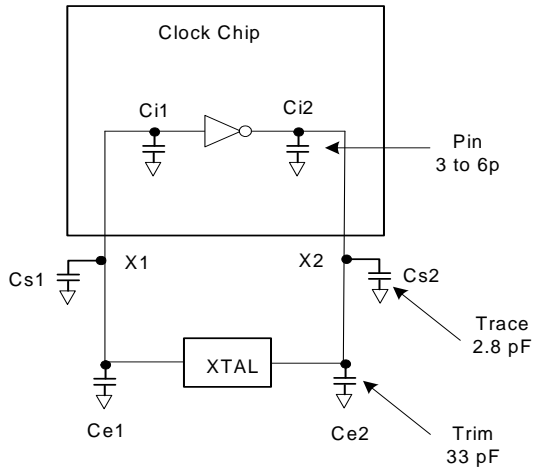 Clock Chip
Ci1
Ci2
Pin
3 to 6p
X1
X2
Cs1
Cs2
Trace
2.8 pF
XTAL
Ce1
Ce2
Trim
33 pF